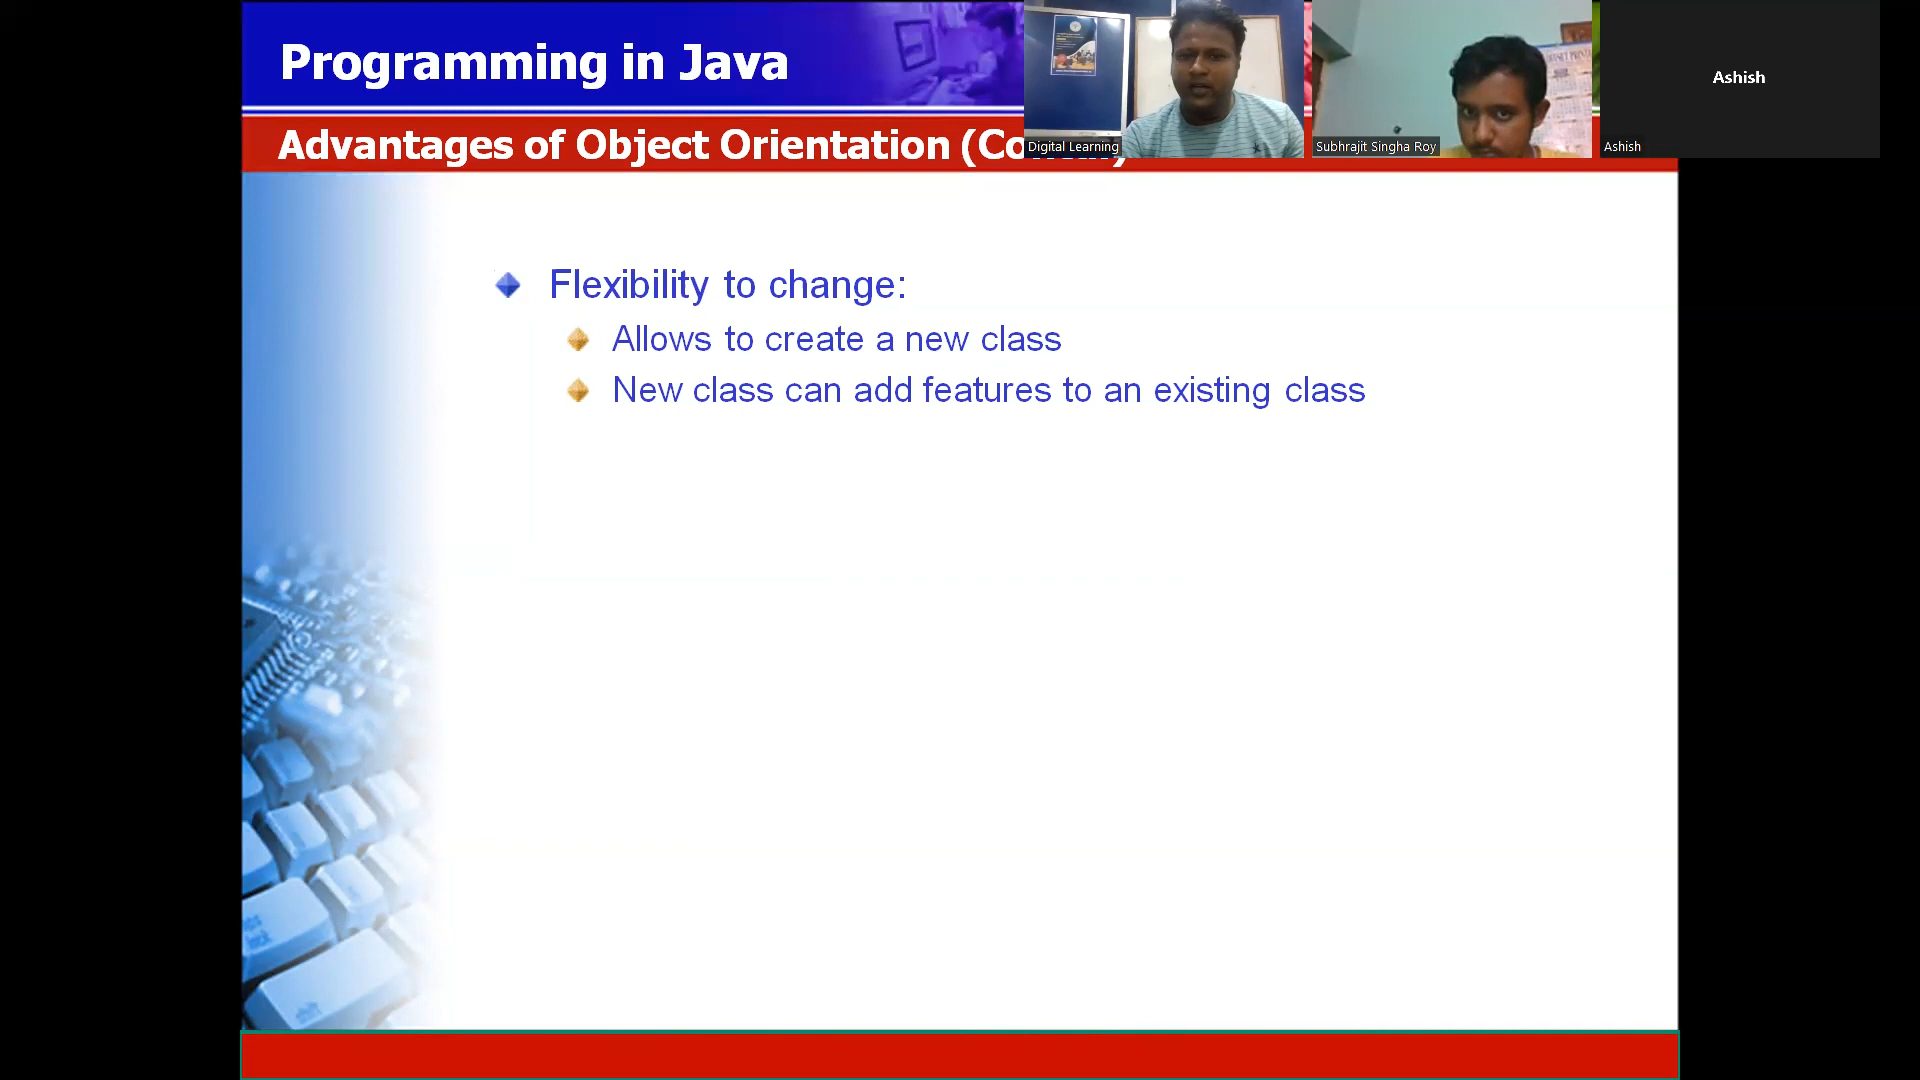 Programming in Java
Advantages of Object Orientation (Co
Digital Learning
Subhrajit Singha Roy
Ashish
Ashish
Flexibility to change:
Allows to create a new class
New class can add features to an existing class